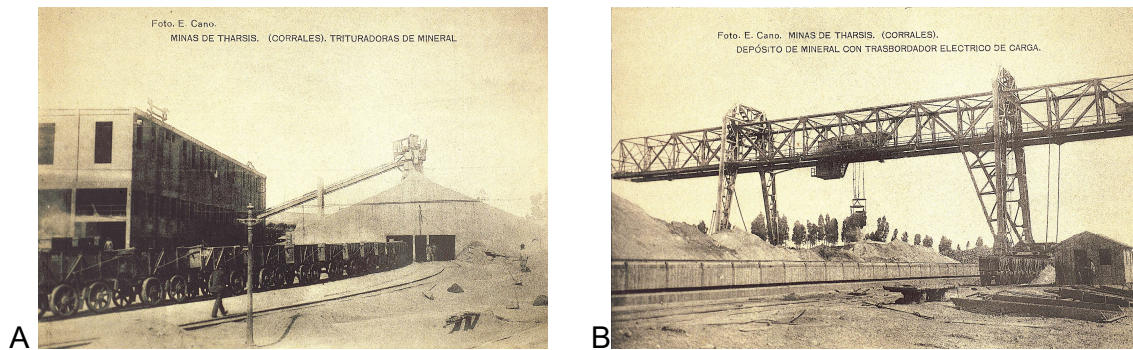 Foto. E. Cano.
MINAS DE THARSIS. (CORRALES). TRITURADORAS DE MINERAL
A
Foto. E. Cano. MINAS DE THARSIS. (CORRALES).
DEPÓSITO DE MINERAL CON TRASBORDADOR ELECTRICO DE CARGA.
B